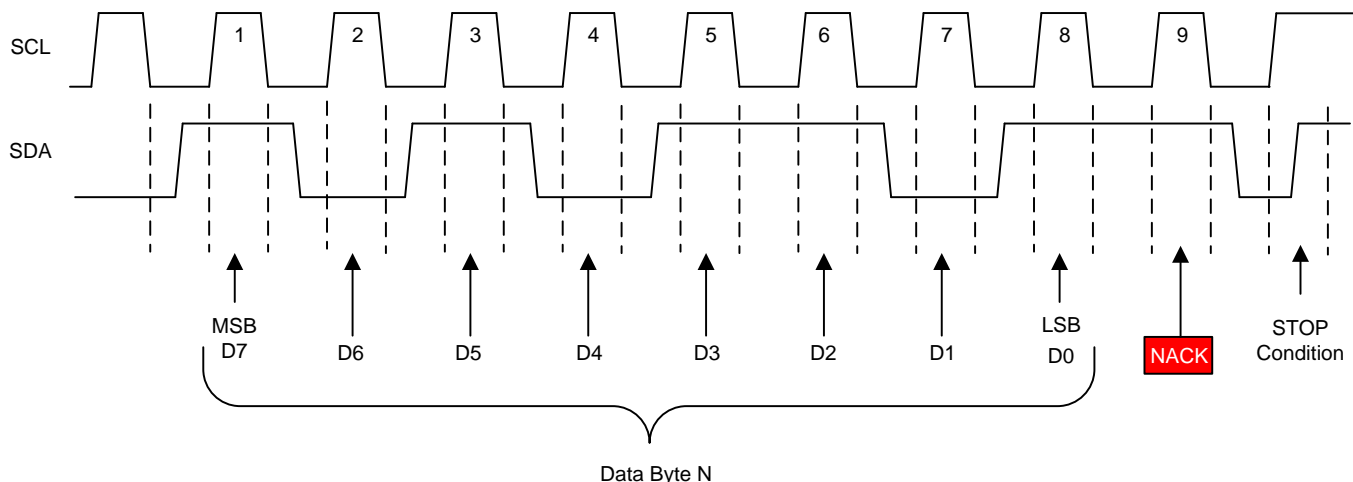 SCL
1 2 3 4 5 6 7 8 9
SDA
MSB
D7
D6
D5
D4
D3
D2
D1
LSB
D0
NACK
STOP
Condition
Data Byte N